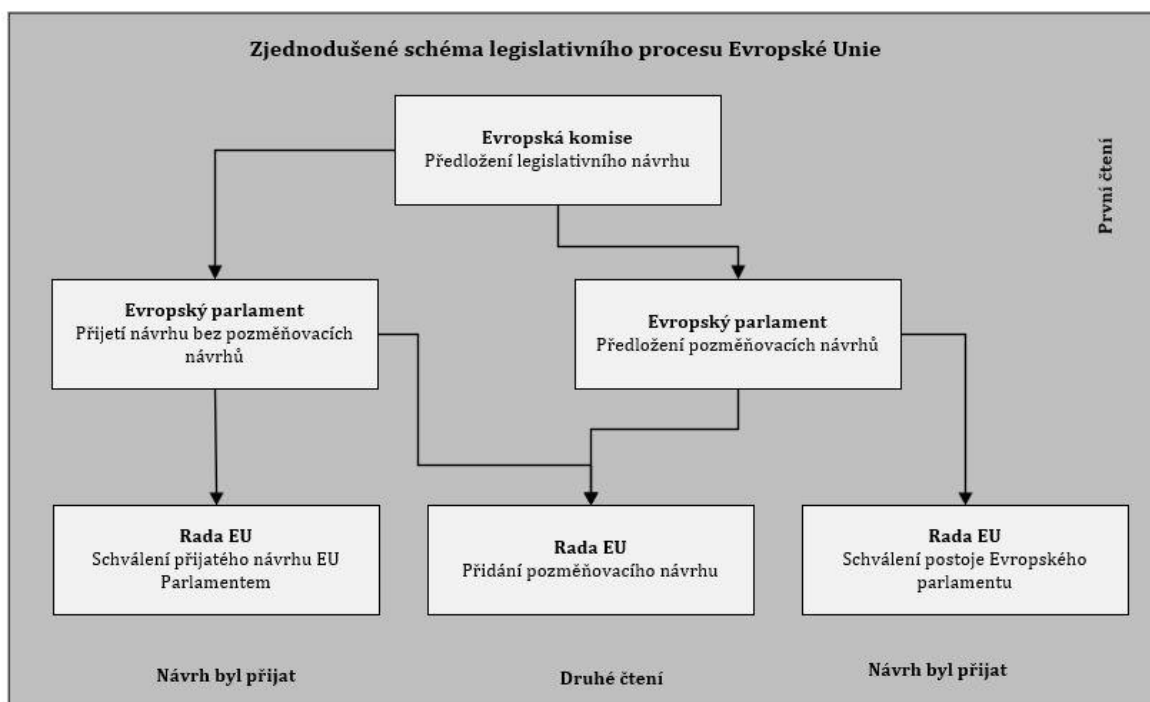 Zjednodušené schéma legislativního procesu Evropské Unie
Evropská komise
Předložení legislativního návrhu
První čtení
Evropský parlament
Přijetí návrhu bez pozměňovacích
návrhů
Evropský parlament
Předložení pozměňovacích návrhů
Rada EU
Schválení přijatého návrhu EU
Parlamentem
Rada EU
Přidání pozměňovacího návrhu
Rada EU
Schválení postoje Evropského
parlamentu
Návrh byl přijat
Druhé čtení
Návrh byl přijat